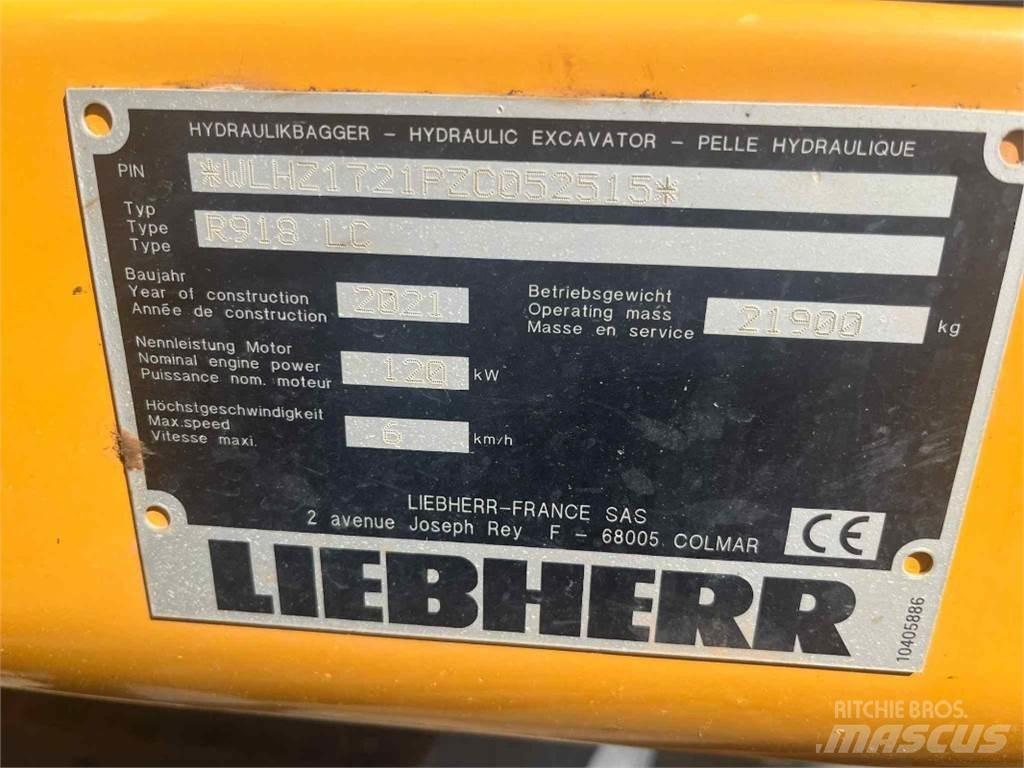 HYDRAULIKBAGGER - HYDRAULIC EXCAVATOR - PELLE HYDRAULIQUE
PIN *WLHZ1721PZC052515*
Typ
Type R918 LC
Type
Baujahr
Year of construction 2021
Année de construction
Betriebsgewicht
Operating mass 21900 kg
Masse en service
Nennleistung Motor
Nominal engine power 120 kW
Puissance nom. moteur
Höchstgeschwindigkeit
Max.speed 6 km/h
Vitesse maxi.
LIEBHERR-FRANCE SAS
2 avenue Joseph Rey F - 68005 COLMAR
CE
LIEBHERR
10405886
RITCHIE BROS.
MASCUS